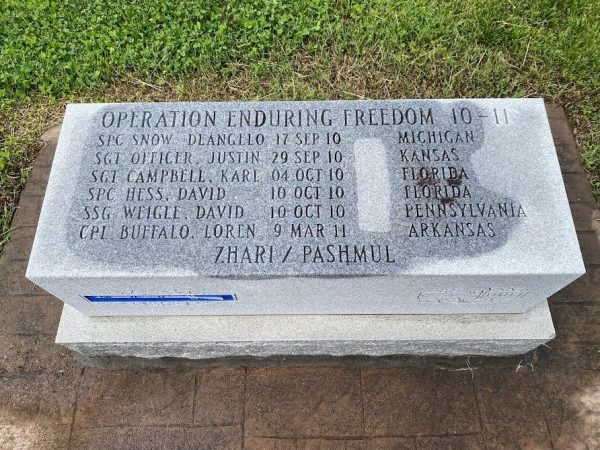 OPERATION ENDURING FREEDOM 10-11
SPC SNOW, DEANGELO 17 SEP 10 MICHIGAN
SGT OFFICER, JUSTIN 29 SEP 10 KANSAS
SGT CAMPBELL, KARL 04 OCT 10 FLORIDA
SPC HESS, DAVID 10 OCT 10 FLORIDA
SSG WEIGLE, DAVID 10 OCT 10 PENNSYLVANIA
CPL BUFFALO, LOREN 9 MAR 11 ARKANSAS
ZHARI / PASHMUL